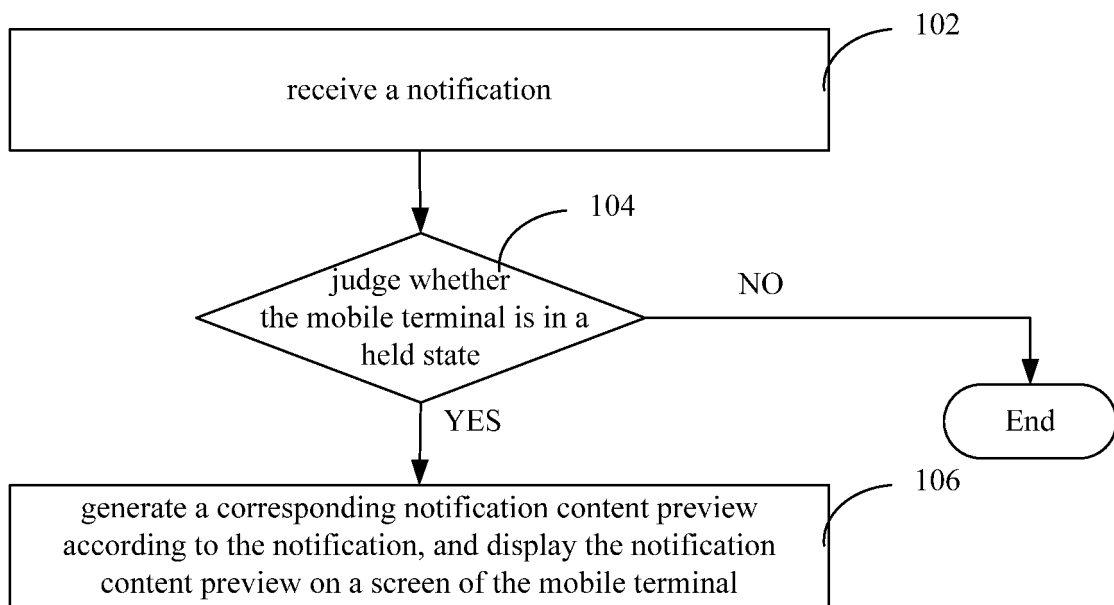 102
receive a notification
104
judge whether
the mobile terminal is in a
held state
NO
YES
End
106
generate a corresponding notification content preview
according to the notification, and display the notification
content preview on a screen of the mobile terminal